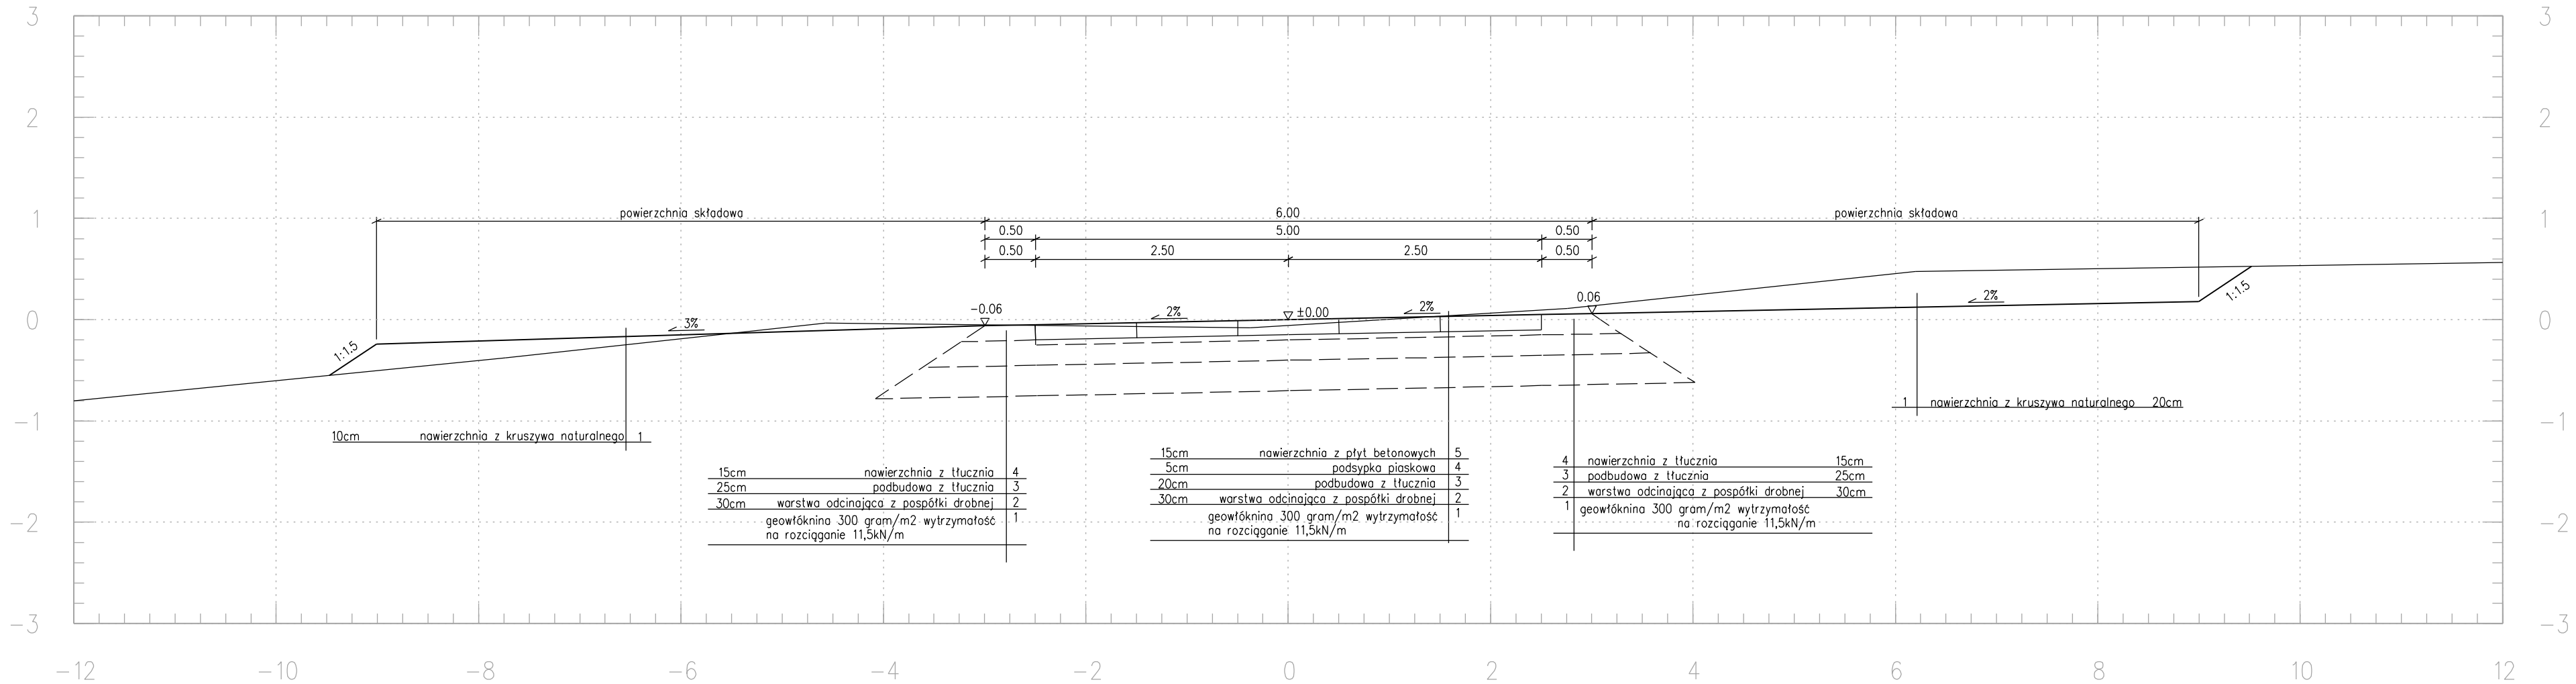 3 3
2 2
powierzchnia składowa 6.00 powierzchnia składowa
1 1
0.50 5.00 0.50
0.50 2.50 2.50 0.50
-0.06 2% ±0.00 2% 0.06 2%
1:1.5
0 3% 0
1:1.5
1 nawierzchnia z kruszywa naturalnego 20cm
-1 -1
10cm nawierzchnia z kruszywa naturalnego 1
15cm nawierzchnia z tłucznia 4
25cm podbudowa z tłucznia 3
30cm warstwa odcinająca z pospółki drobnej 2
geowłóknina 300 gram/m2 wytrzymałość 1
na rozciąganie 11,5kN/m
15cm nawierzchnia z płyt betonowych 5
5cm podsypka piaskowa 4
20cm podbudowa z tłucznia 3
30cm warstwa odcinająca z pospółki drobnej 2
geowłóknina 300 gram/m2 wytrzymałość 1
na rozciąganie 11,5kN/m
4 nawierzchnia z tłucznia 15cm
3 podbudowa z tłucznia 25cm
2 warstwa odcinająca z pospółki drobnej 30cm
1 geowłóknina 300 gram/m2 wytrzymałość
na rozciąganie 11,5kN/m
-2 -2
-3 -3
-12 -10 -8 -6 -4 -2 0 2 4 6 8 10 12